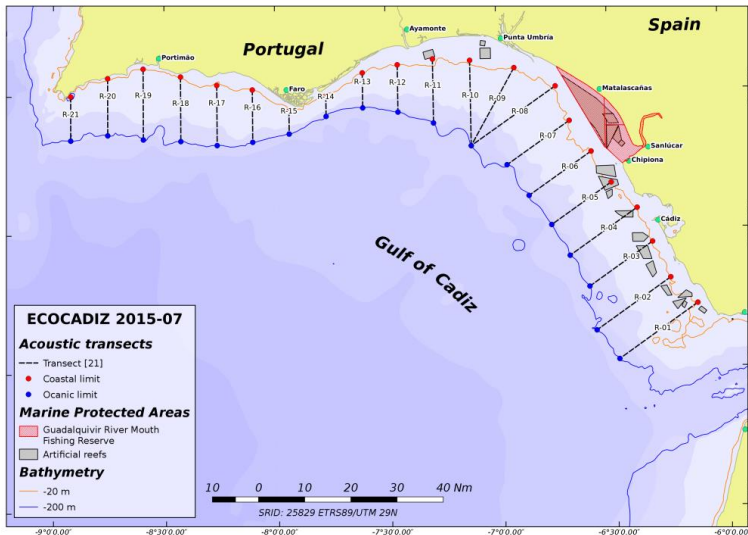 Spain
Ayamonte
Punta Umbría
Portugal
Portimão
Matalascañas
Faro
R-21
R-20
R-19
R-18
R-17
R-16
R-15
R-14
R-13
R-12
R-11
R-10
R-09
R-08
R-07
R-06
R-05
R-04
R-03
R-02
R-01
Sanlúcar
Chipiona
Cádiz
Gulf of Cadiz
ECOCADIZ 2015-07
Acoustic transects
Transect [21]
Coastal limit
Ocanic limit
Marine Protected Areas
Guadalquivir River Mouth
Fishing Reserve
Artificial reefs
Bathymetry
-20 m
-200 m
10 0 10 20 30 40 Nm
SRID: 25829 ETRS89/UTM 29N
-9°0'0.00" -8°30'0.00" -8°0'0.00" -7°30'0.00" -7°0'0.00" -6°30'0.00" -6°0'0.00"